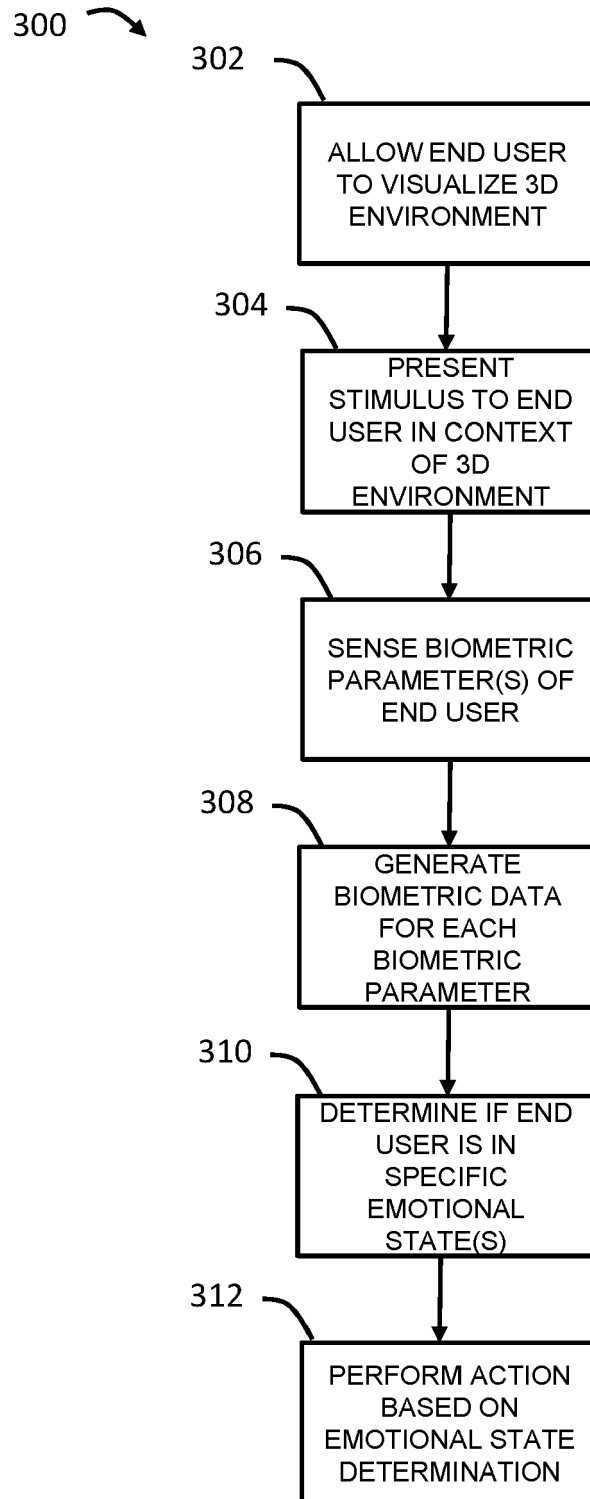 300
302
ALLOW END USER
TO VISUALIZE 3D
ENVIRONMENT
304
PRESENT
STIMULUS TO END
USER IN CONTEXT
OF 3D
ENVIRONMENT
306
SENSE BIOMETRIC
PARAMETER(S) OF
END USER
308
GENERATE
BIOMETRIC DATA
FOR EACH
BIOMETRIC
PARAMETER
310
DETERMINE IF END
USER IS IN
SPECIFIC
EMOTIONAL
STATE(S)
312
PERFORM ACTION
BASED ON
EMOTIONAL STATE
DETERMINATION